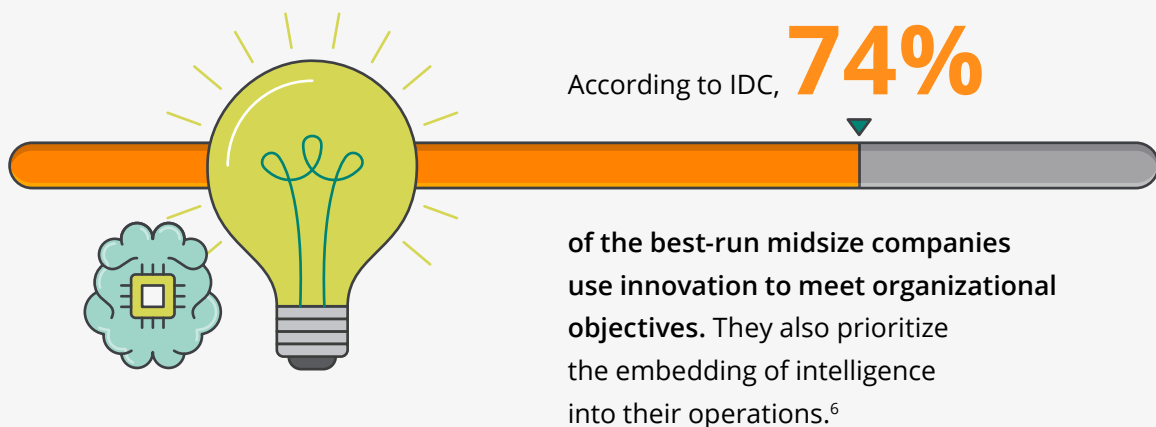 According to IDC, 74%
of the best-run midsize companies
use innovation to meet organizational
objectives. They also prioritize
the embedding of intelligence
into their operations.⁶